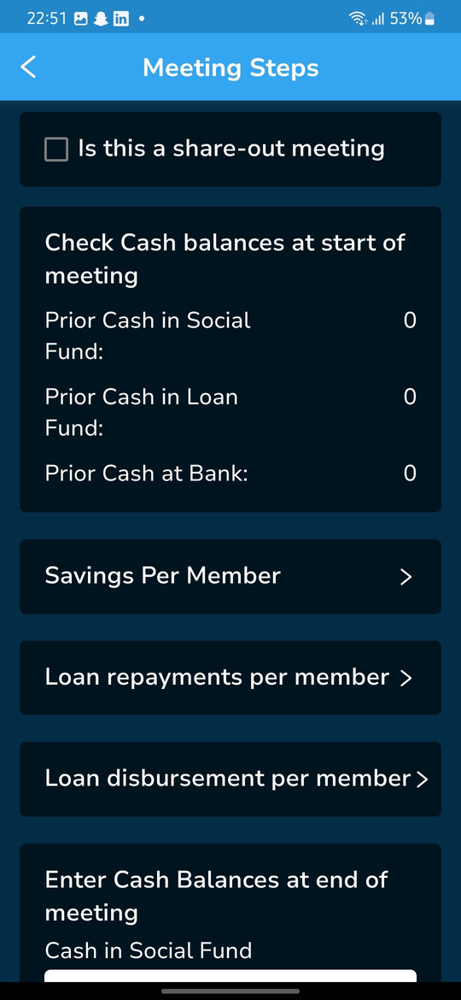 22:51 53%
Meeting Steps
Is this a share-out meeting
Check Cash balances at start of
meeting
Prior Cash in Social 0
Fund:
Prior Cash in Loan 0
Fund:
Prior Cash at Bank: 0
Savings Per Member
Loan repayments per member
Loan disbursement per member
Enter Cash Balances at end of
meeting
Cash in Social Fund